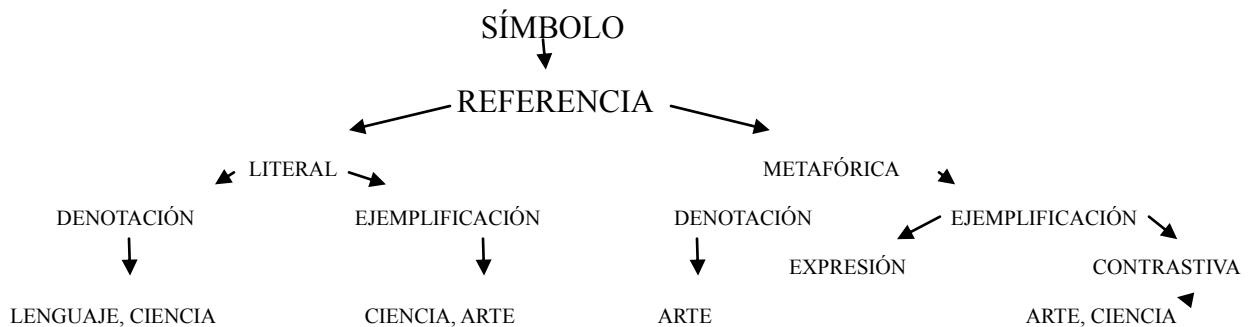 SÍMBOLO
REFERENCIA
LITERAL METAFÓRICA
DENOTACIÓN EJEMPLIFICACIÓN DENOTACIÓN EJEMPLIFICACIÓN
EXPRESIÓN CONTRASTIVA
LENGUAJE, CIENCIA CIENCIA, ARTE ARTE ARTE, CIENCIA